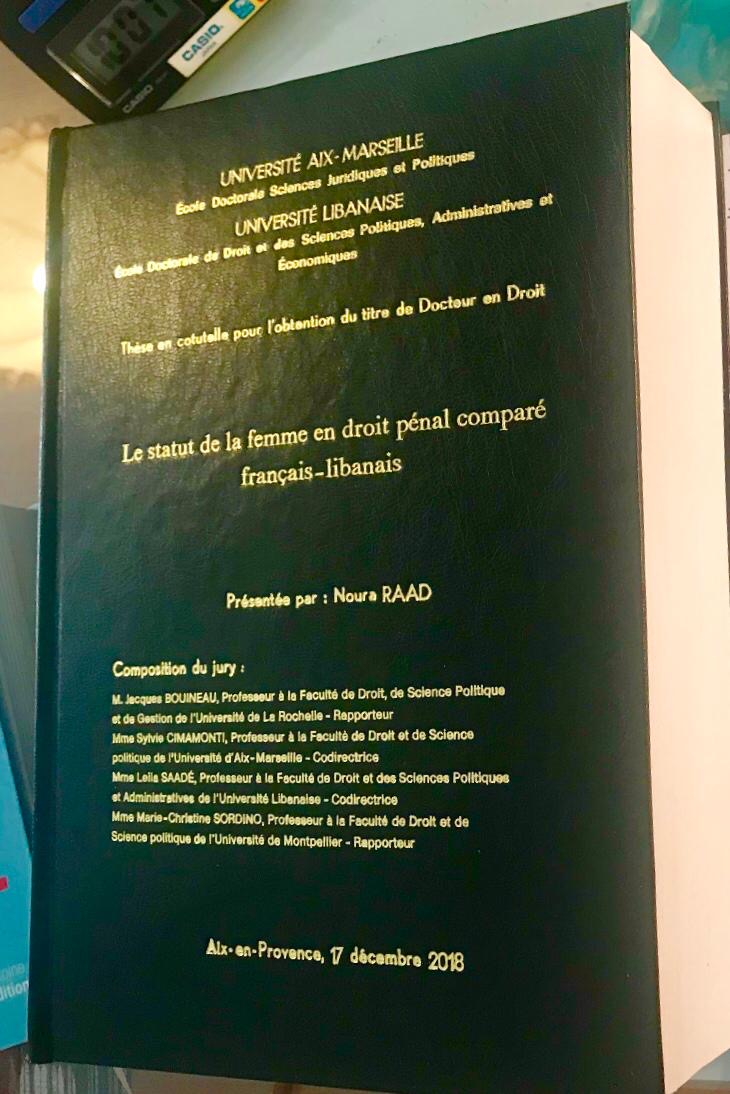 CASIO
CASIO
UNIVERSITÉ AIX-MARSEILLE
École Doctorale Sciences Juridiques et Politiques
UNIVERSITÉ LIBANAISE
École Doctorale de Droit et des Sciences Politiques, Administratives et
Économiques
Thèse en cotutelle pour l'obtention du titre de Docteur en Droit
Le statut de la femme en droit pénal comparé
français-libanais
Présentée par : Noura RAAD
Composition du jury :
M. Jacques BOUINEAU, Professeur à la Faculté de Droit, de Science Politique
et de Gestion de l'Université de La Rochelle - Rapporteur
Mme Sylvie CIMAMONTI, Professeur à la Faculté de Droit et de Science
politique de l'Université d'Aix-Marseille - Codirectrice
Mme Leila SAADÉ, Professeur à la Faculté de Droit et des Sciences Politiques
et Administratives de l'Université Libanaise - Codirectrice
Mme Marie-Christine SORDINO, Professeur à la Faculté de Droit et de
Science politique de l'Université de Montpellier - Rapporteur
Aix-en-Provence, 17 décembre 2018